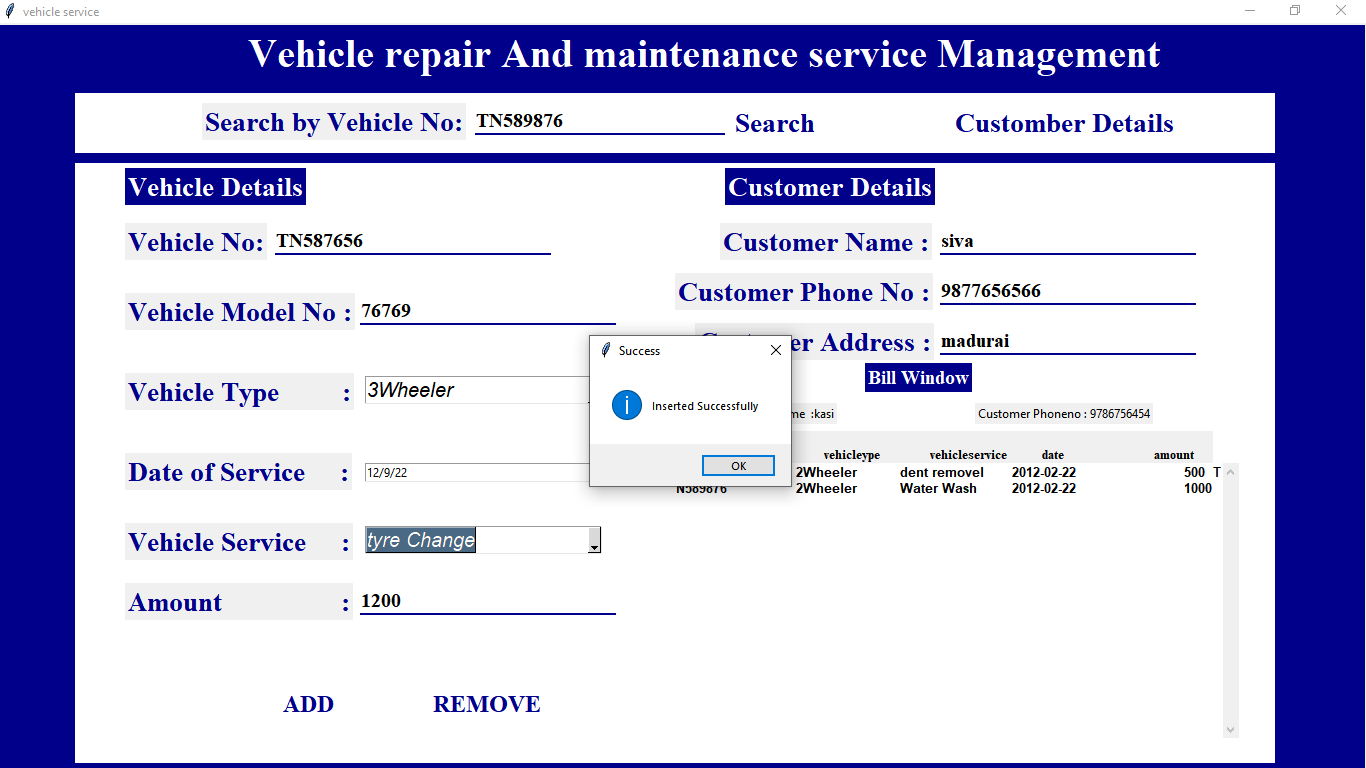 vehicle service
Vehicle repair And maintenance service Management
Search by Vehicle No: TN589876 Search Customber Details
Vehicle Details Customer Details
Vehicle No: TN587656 Customer Name : siva
Customer Phone No : 9877656566
Vehicle Model No : 76769
er Address : madurai
Success
Bill Window
Vehicle Type : 3Wheeler
Inserted Successfully
me :kasi Customer Phoneno : 9786756454
vehicleype vehicleservice date amount
OK
Date of Service : 12/9/22
2Wheeler dent removel 2012-02-22 500 T
N589876 2Wheeler Water Wash 2012-02-22 1000
Vehicle Service : tyre Change
Amount : 1200
ADD REMOVE